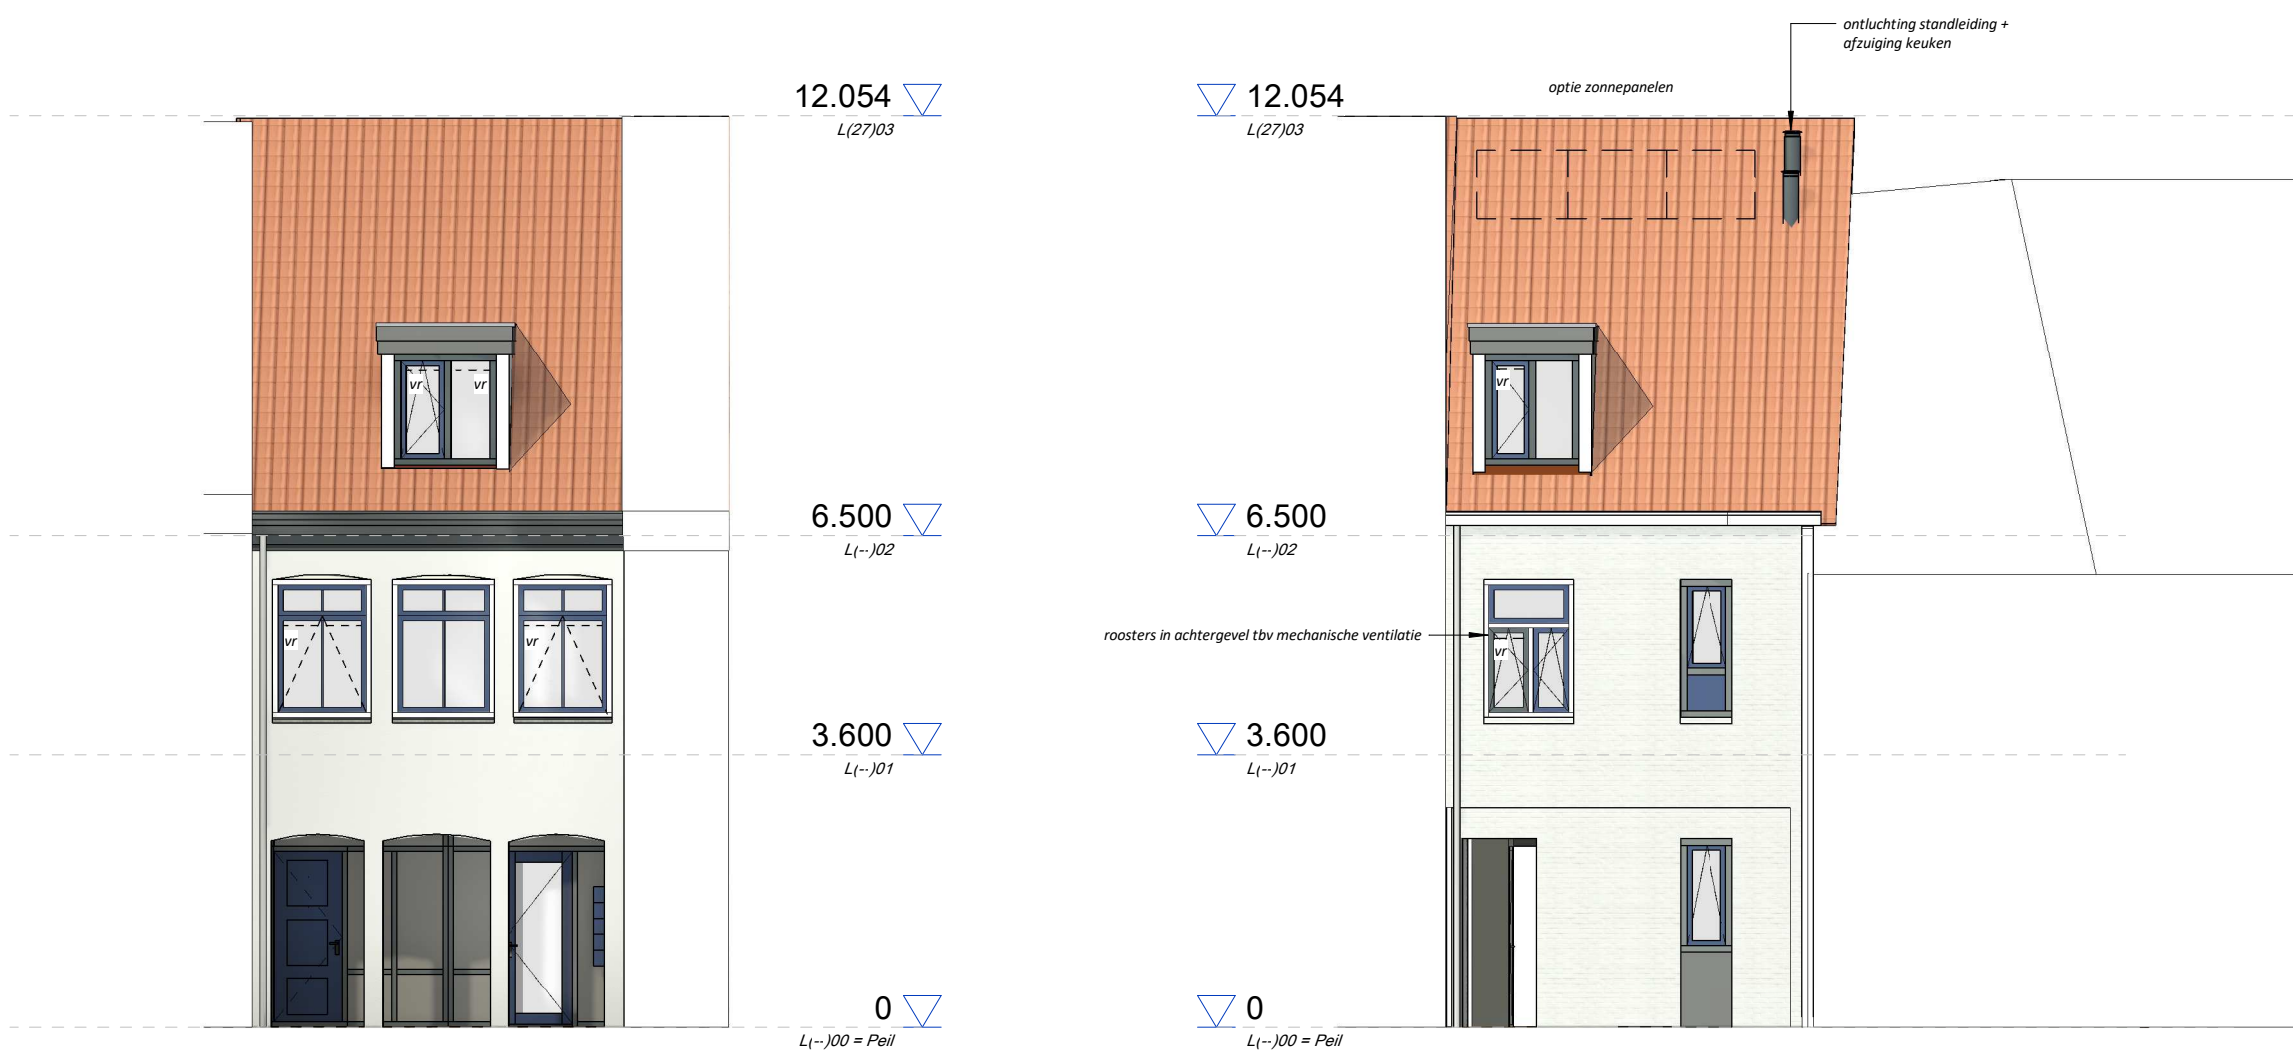 ontluchting standleiding +
afzuiging keuken
optie zonnepanelen
12.054
L(27)03
12.054
L(27)03
vr
vr
vr
6.500
L(--)02
6.500
L(--)02
vr
vr
roosters in achtergevel tbv mechanische ventilatie
vr
3.600
L(--)01
3.600
L(--)01
0
L(--)00 = Peil
0
L(--)00 = Peil